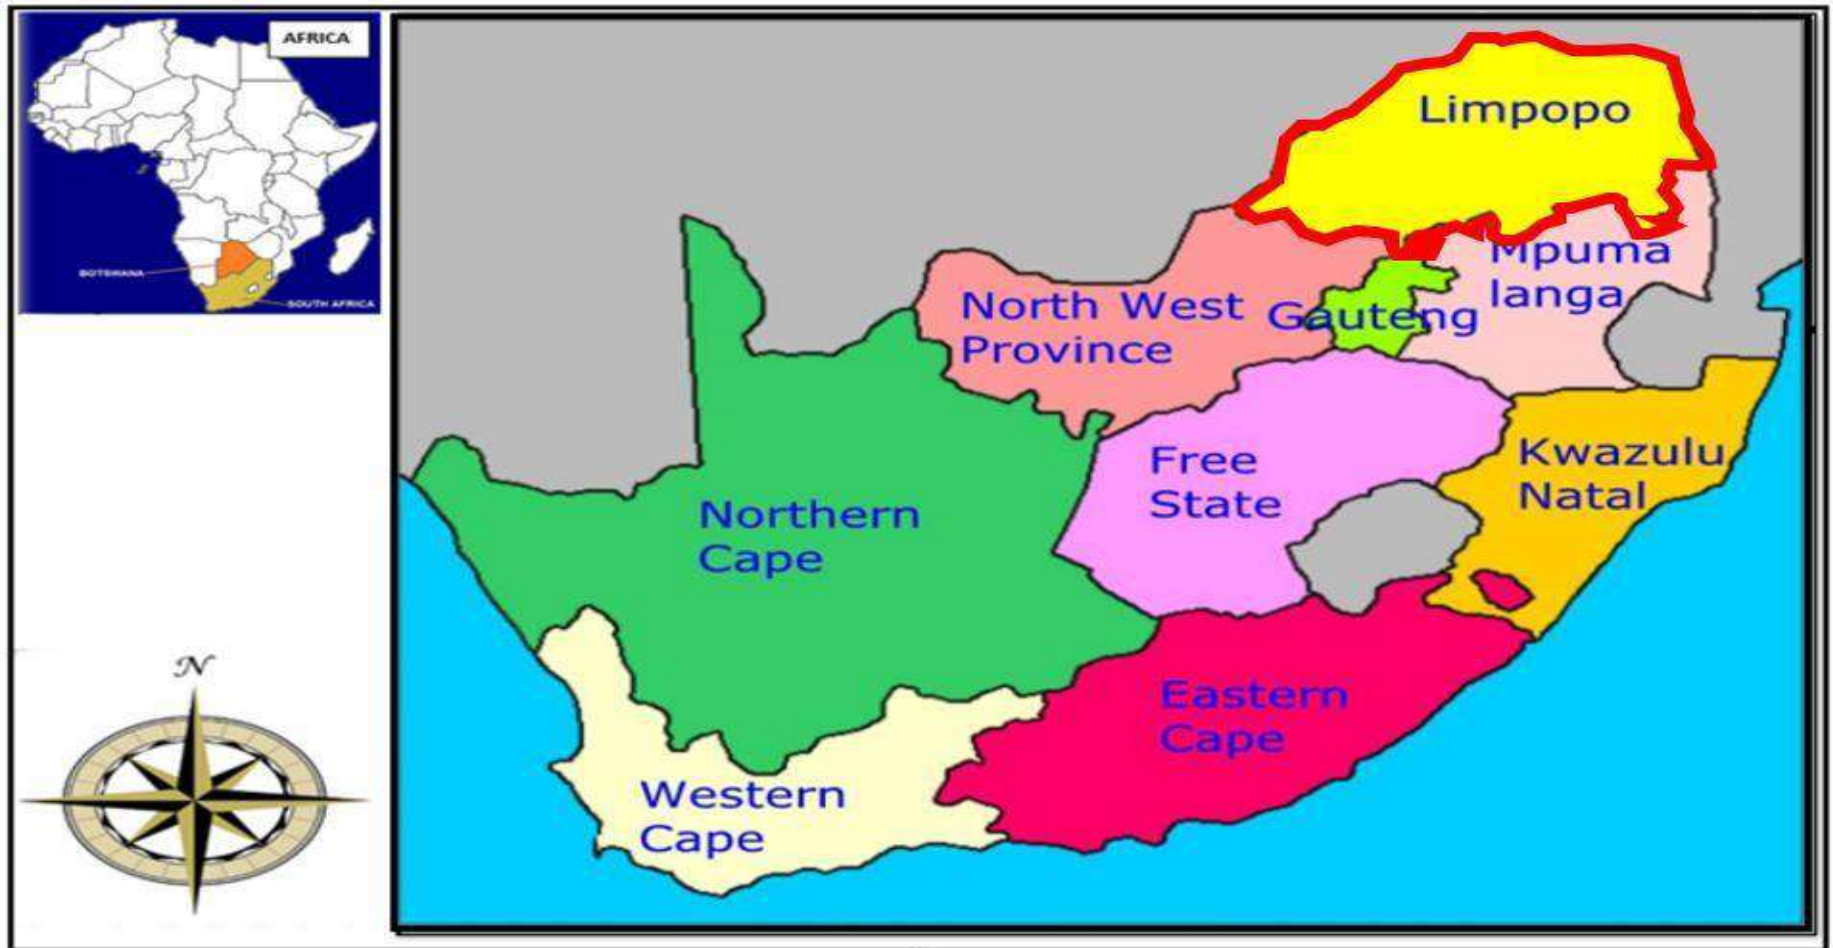 AFRICA
BOTSWANA
SOUTH AFRICA
N
Limpopo
Mpuma
langa
North West
Province
Gauteng
Free
State
Kwazulu
Natal
Northern
Cape
Eastern
Cape
Western
Cape